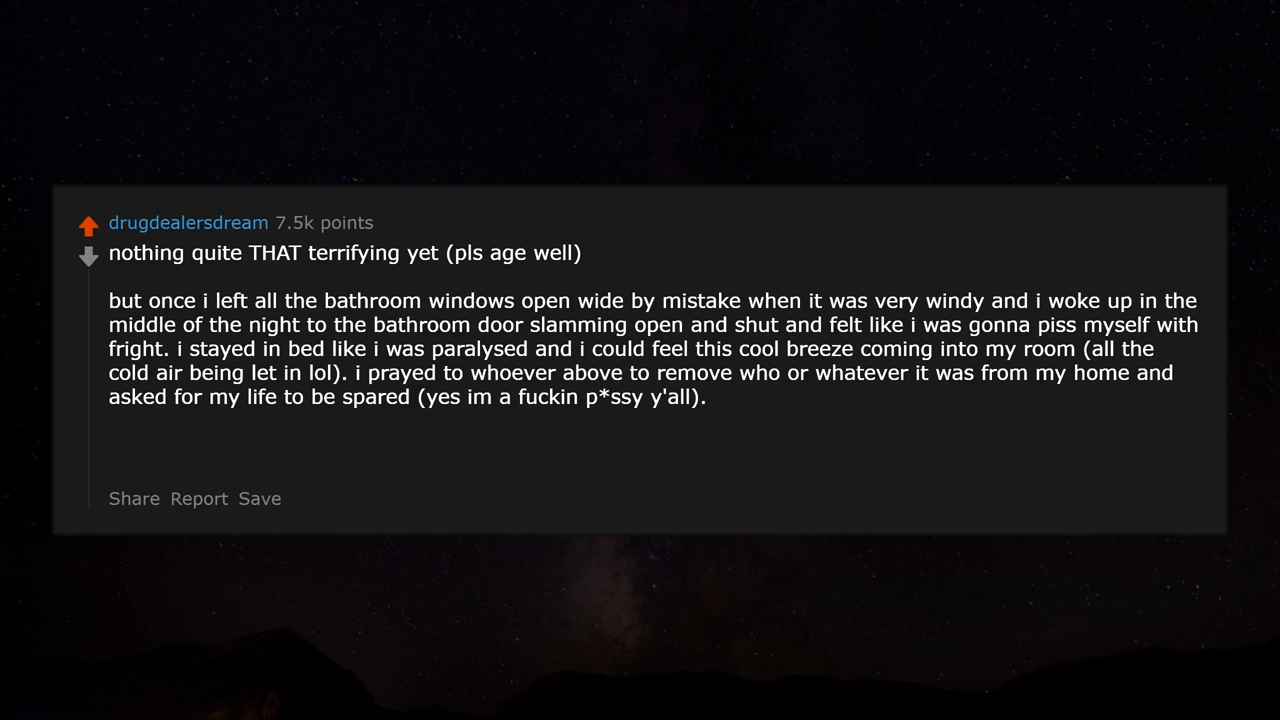 drugdealersdream 7.5k points
nothing quite THAT terrifying yet (pls age well)
but once i left all the bathroom windows open wide by mistake when it was very windy and i woke up in the
middle of the night to the bathroom door slamming open and shut and felt like i was gonna piss myself with
fright. i stayed in bed like i was paralysed and i could feel this cool breeze coming into my room (all the
cold air being let in lol). i prayed to whoever above to remove who or whatever it was from my home and
asked for my life to be spared (yes im a fuckin p*ssy y'all).
Share Report Save